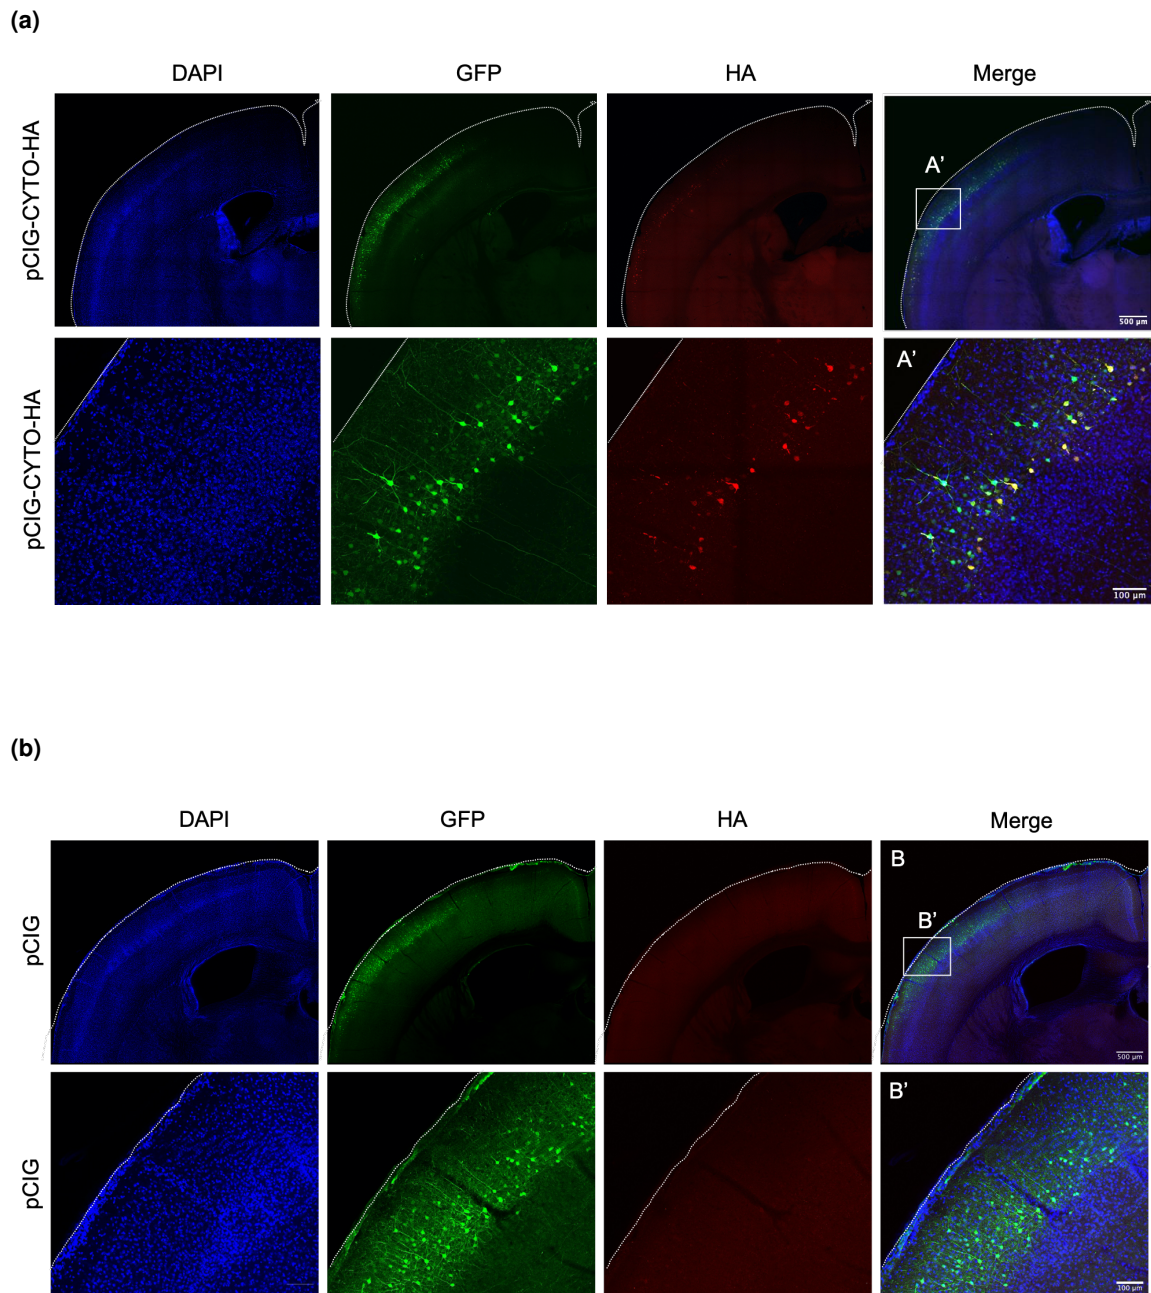 (a)
DAPI GFP HA Merge
pCIG-CYTO-HA
A'
500 µm
pCIG-CYTO-HA
A'
100 µm
(b)
DAPI GFP HA Merge
pCIG
B
B'
500 µm
pCIG
B'
100 µm